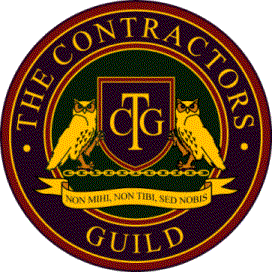 · THE CONTRACTORS ·
CTG
NON MIHI, NON TIBI, SED NOBIS
GUILD